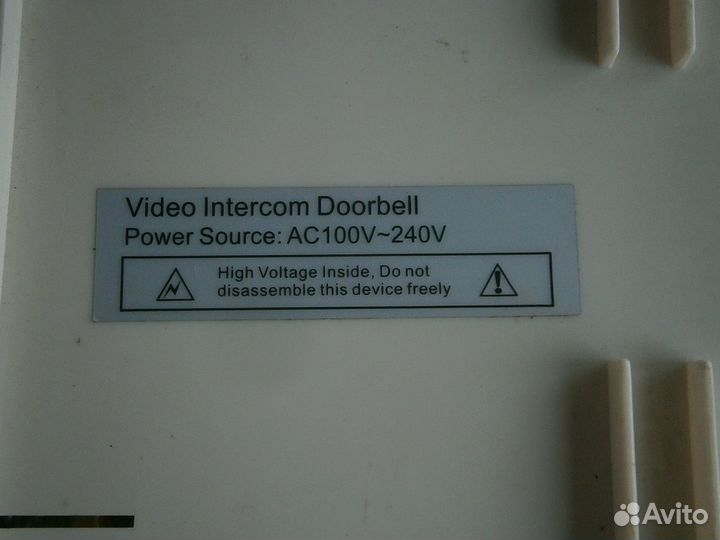 Video Intercom Doorbell
Power Source: AC100V~240V
High Voltage Inside, Do not
disassemble this device freely
Avito